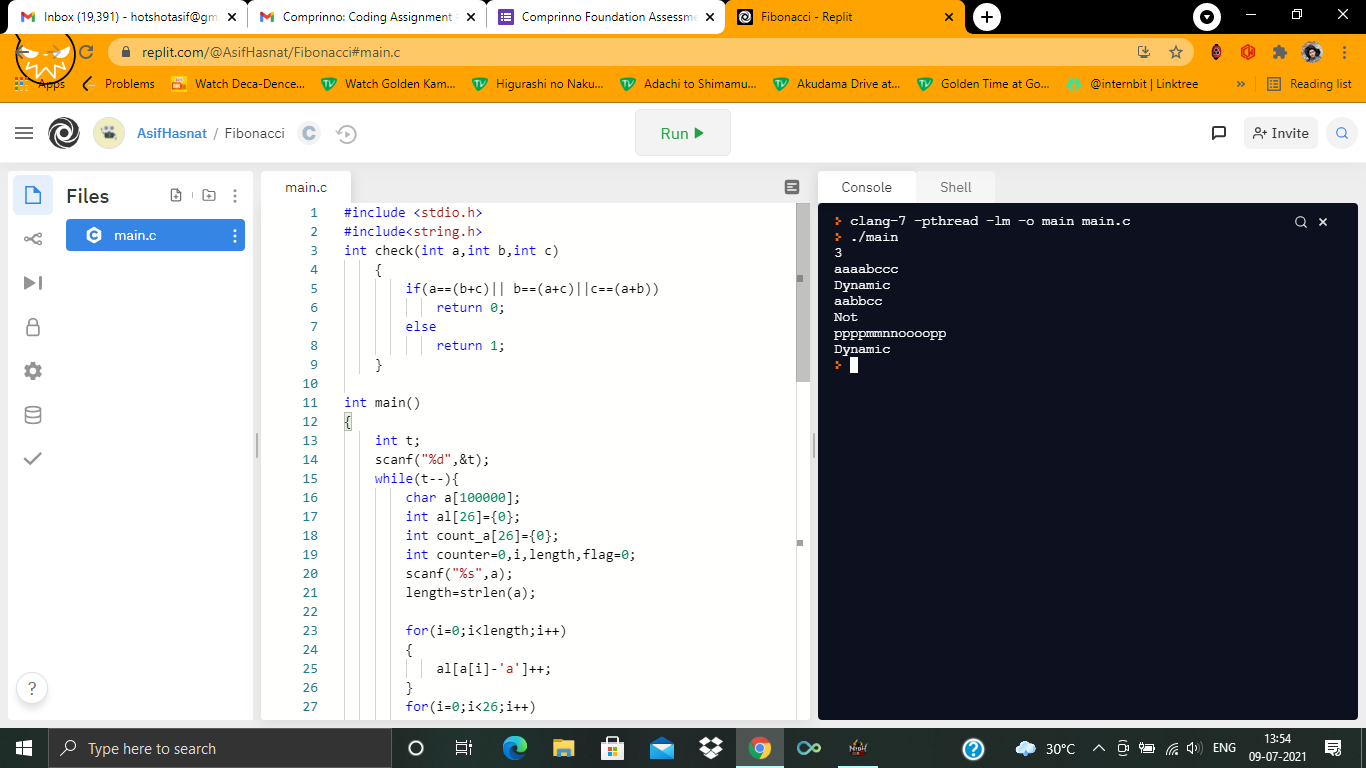 Inbox (19,391) - hotshotasif@gm
Comprinno: Coding Assignment
Comprinno Foundation Assessme
Fibonacci - Replit
replit.com/@AsifHasnat/Fibonacci#main.c
Apps
Problems
Watch Deca-Dence...
Watch Golden Kam...
Higurashi no Naku...
Adachi to Shimamu...
Akudama Drive at...
Golden Time at Go...
@internbit | Linktree
»
Reading list
AsifHasnat / Fibonacci
C
Run
Invite
Files
main.c
main.c
1 #include <stdio.h>
2 #include<string.h>
3 int check(int a,int b,int c)
4 {
5 if(a==(b+c)|| b==(a+c)||c==(a+b))
6 return 0;
7 else
8 return 1;
9 }
10
11 int main()
12 {
13 int t;
14 scanf("%d",&t);
15 while(t--){
16 char a[100000];
17 int al[26]={0};
18 int count_a[26]={0};
19 int counter=0,i,length,flag=0;
20 scanf("%s",a);
21 length=strlen(a);
22
23 for(i=0;i<length;i++)
24 {
25 al[a[i]-'a']++;
26 }
27 for(i=0;i<26;i++)
Console
Shell
clang-7 -pthread -lm -o main main.c
./main
3
aaaabccc
Dynamic
aabbcc
Not
ppppmmnnoooopp
Dynamic
?
Type here to search
30°C
ENG
13:54
09-07-2021